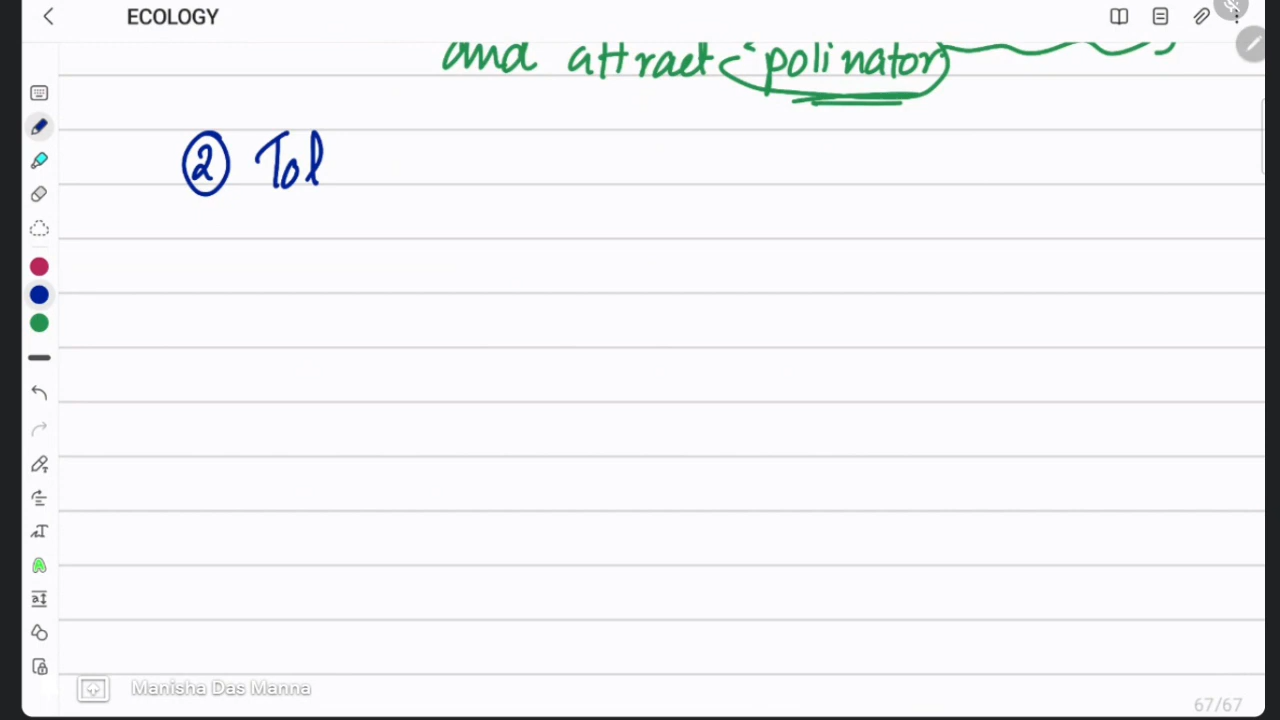 ECOLOGY
and attract polinator
② Tol
Manisha Das Manna
67/67